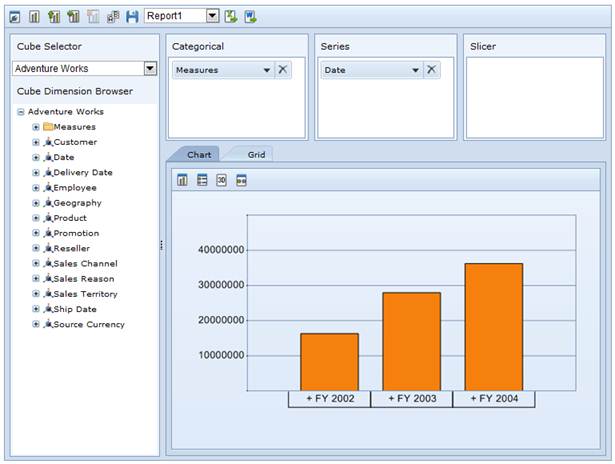 Report1
Cube Selector
Adventure Works
Cube Dimension Browser
Adventure Works
Measures
Customer
Date
Delivery Date
Employee
Geography
Product
Promotion
Reseller
Sales Channel
Sales Reason
Sales Territory
Ship Date
Source Currency
Categorical
Measures
Series
Date
Slicer
Chart
Grid
3D
40000000
30000000
20000000
10000000
+ FY 2002
+ FY 2003
+ FY 2004